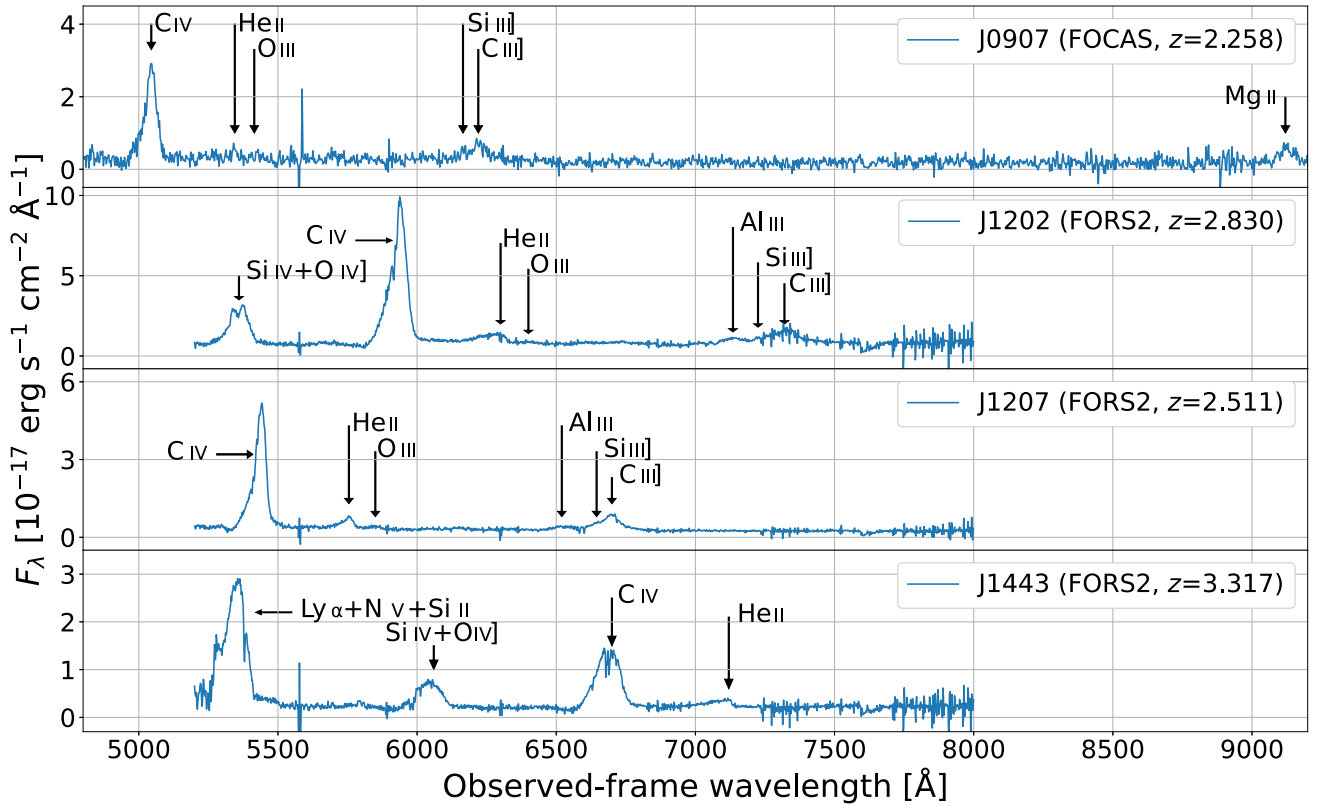 F_λ [10⁻¹⁷ erg s⁻¹ cm⁻² Å⁻¹]
4
2
0
C IV
He II
O III
Si III]
C III]
Mg II
J0907 (FOCAS, z=2.258)
10
5
0
Si IV+O IV]
C IV
He II
O III
Al III
Si III]
C III]
J1202 (FORS2, z=2.830)
6
3
0
C IV
He II
O III
Al III
Si III]
C III]
J1207 (FORS2, z=2.511)
3
2
1
0
Ly α+N V+Si II
Si IV+O IV]
C IV
He II
J1443 (FORS2, z=3.317)
5000 5500 6000 6500 7000 7500 8000 8500 9000
Observed-frame wavelength [Å]